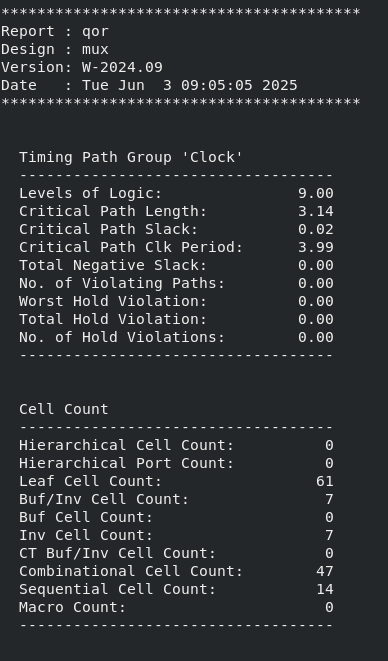 ****************************************
Report : qor
Design : mux
Version: W-2024.09
Date   : Tue Jun  3 09:05:05 2025
****************************************
  Timing Path Group 'Clock'
  -----------------------------------
  Levels of Logic:               9.00
  Critical Path Length:          3.14
  Critical Path Slack:           0.02
  Critical Path Clk Period:      3.99
  Total Negative Slack:          0.00
  No. of Violating Paths:        0.00
  Worst Hold Violation:          0.00
  Total Hold Violation:          0.00
  No. of Hold Violations:        0.00
  -----------------------------------
  Cell Count
  -----------------------------------
  Hierarchical Cell Count:          0
  Hierarchical Port Count:          0
  Leaf Cell Count:                 61
  Buf/Inv Cell Count:               7
  Buf Cell Count:                   0
  Inv Cell Count:                   7
  CT Buf/Inv Cell Count:            0
  Combinational Cell Count:        47
  Sequential Cell Count:           14
  Macro Count:                      0
  -----------------------------------